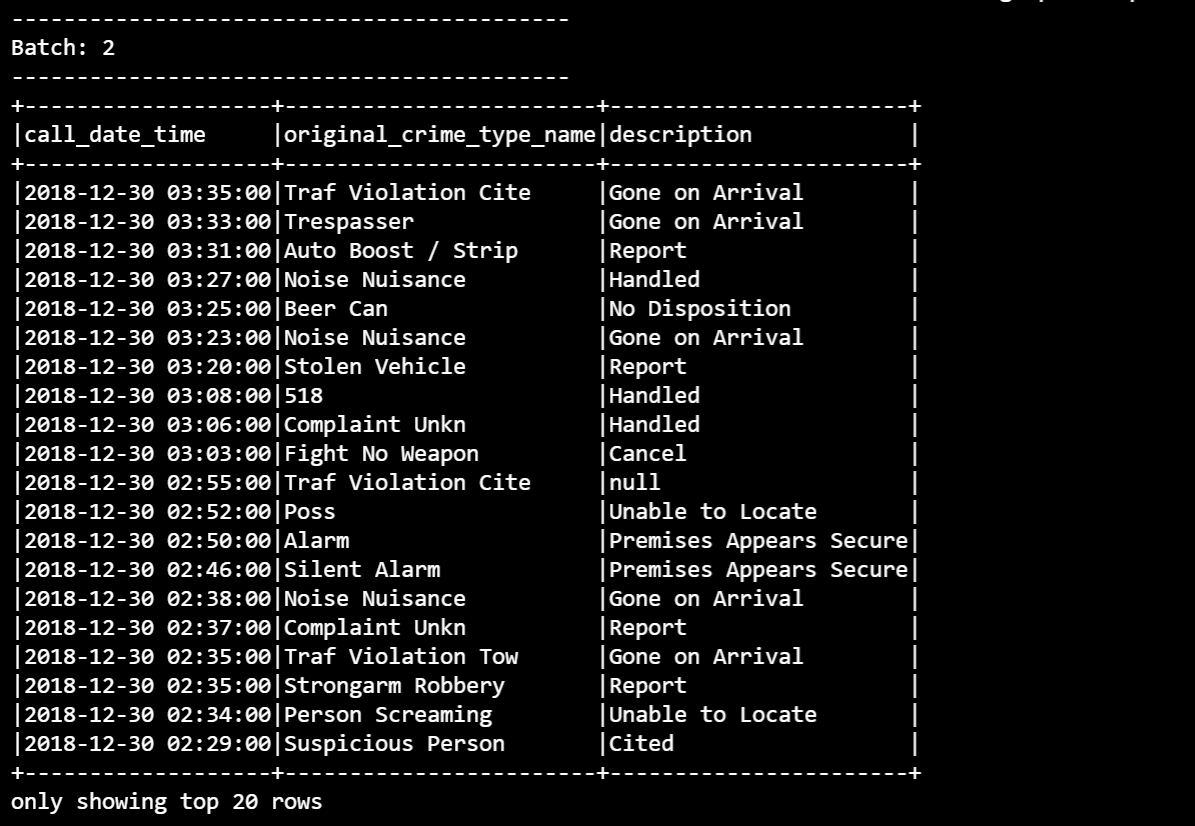 -------------------------------------------
Batch: 2
-------------------------------------------
+-------------------+------------------------+-----------------------+
|call_date_time     |original_crime_type_name|description            |
+-------------------+------------------------+-----------------------+
|2018-12-30 03:35:00|Traf Violation Cite     |Gone on Arrival        |
|2018-12-30 03:33:00|Trespasser              |Gone on Arrival        |
|2018-12-30 03:31:00|Auto Boost / Strip      |Report                 |
|2018-12-30 03:27:00|Noise Nuisance          |Handled                |
|2018-12-30 03:25:00|Beer Can                |No Disposition         |
|2018-12-30 03:23:00|Noise Nuisance          |Gone on Arrival        |
|2018-12-30 03:20:00|Stolen Vehicle          |Report                 |
|2018-12-30 03:08:00|518                     |Handled                |
|2018-12-30 03:06:00|Complaint Unkn          |Handled                |
|2018-12-30 03:03:00|Fight No Weapon         |Cancel                 |
|2018-12-30 02:55:00|Traf Violation Cite     |null                   |
|2018-12-30 02:52:00|Poss                    |Unable to Locate       |
|2018-12-30 02:50:00|Alarm                   |Premises Appears Secure|
|2018-12-30 02:46:00|Silent Alarm            |Premises Appears Secure|
|2018-12-30 02:38:00|Noise Nuisance          |Gone on Arrival        |
|2018-12-30 02:37:00|Complaint Unkn          |Report                 |
|2018-12-30 02:35:00|Traf Violation Tow      |Gone on Arrival        |
|2018-12-30 02:35:00|Strongarm Robbery       |Report                 |
|2018-12-30 02:34:00|Person Screaming        |Unable to Locate       |
|2018-12-30 02:29:00|Suspicious Person       |Cited                  |
+-------------------+------------------------+-----------------------+
only showing top 20 rows